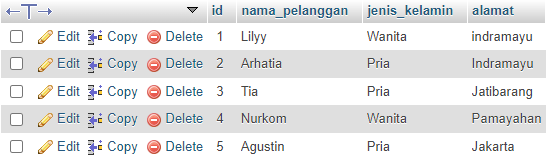 id nama_pelanggan jenis_kelamin alamat
Edit Copy Delete 1 Lilyy Wanita indramayu
Edit Copy Delete 2 Arhatia Pria Indramayu
Edit Copy Delete 3 Tia Pria Jatibarang
Edit Copy Delete 4 Nurkom Wanita Pamayahan
Edit Copy Delete 5 Agustin Pria Jakarta